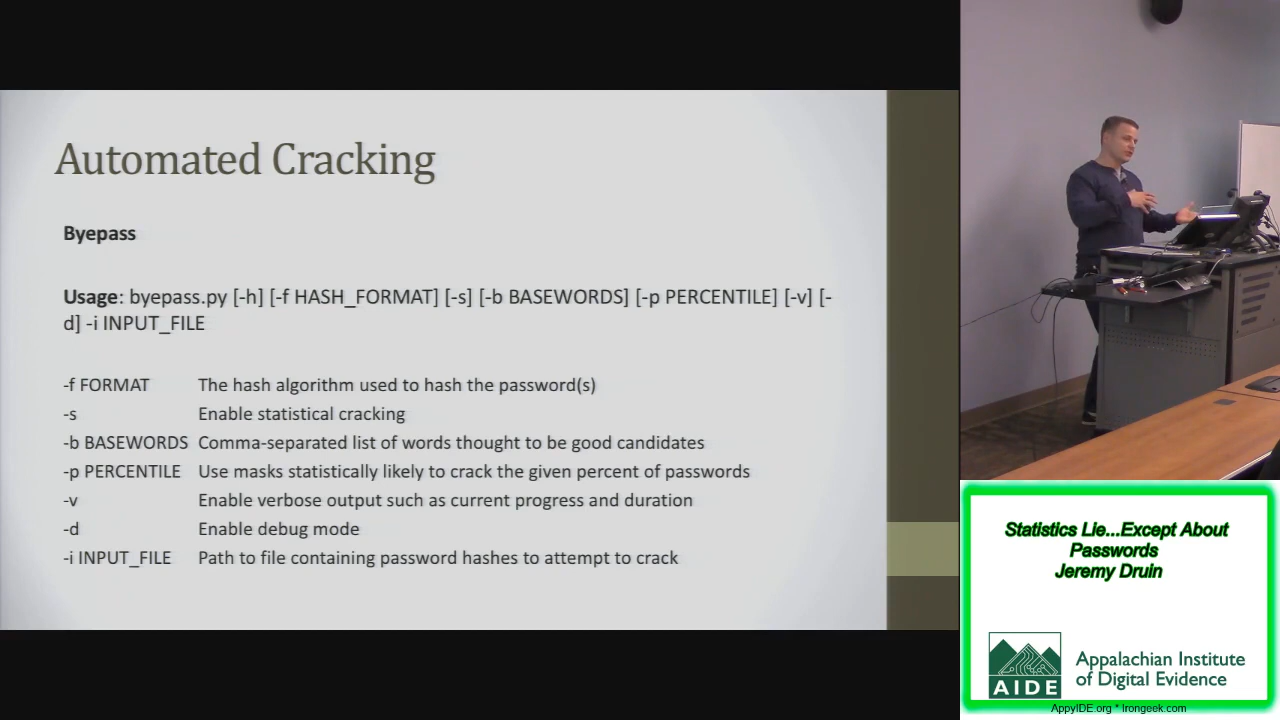 Automated Cracking
Byepass
Usage: byepass.py [-h] [-f HASH_FORMAT] [-s] [-b BASEWORDS] [-p PERCENTILE] [-v] [-
d] -i INPUT_FILE
-f FORMAT The hash algorithm used to hash the password(s)
-s Enable statistical cracking
-b BASEWORDS Comma-separated list of words thought to be good candidates
-p PERCENTILE Use masks statistically likely to crack the given percent of passwords
-v Enable verbose output such as current progress and duration
-d Enable debug mode
-i INPUT_FILE Path to file containing password hashes to attempt to crack
Statistics Lie...Except About
Passwords
Jeremy Druin
AIDE
Appalachian Institute
of Digital Evidence
AppyIDE.org * Irongeek.com